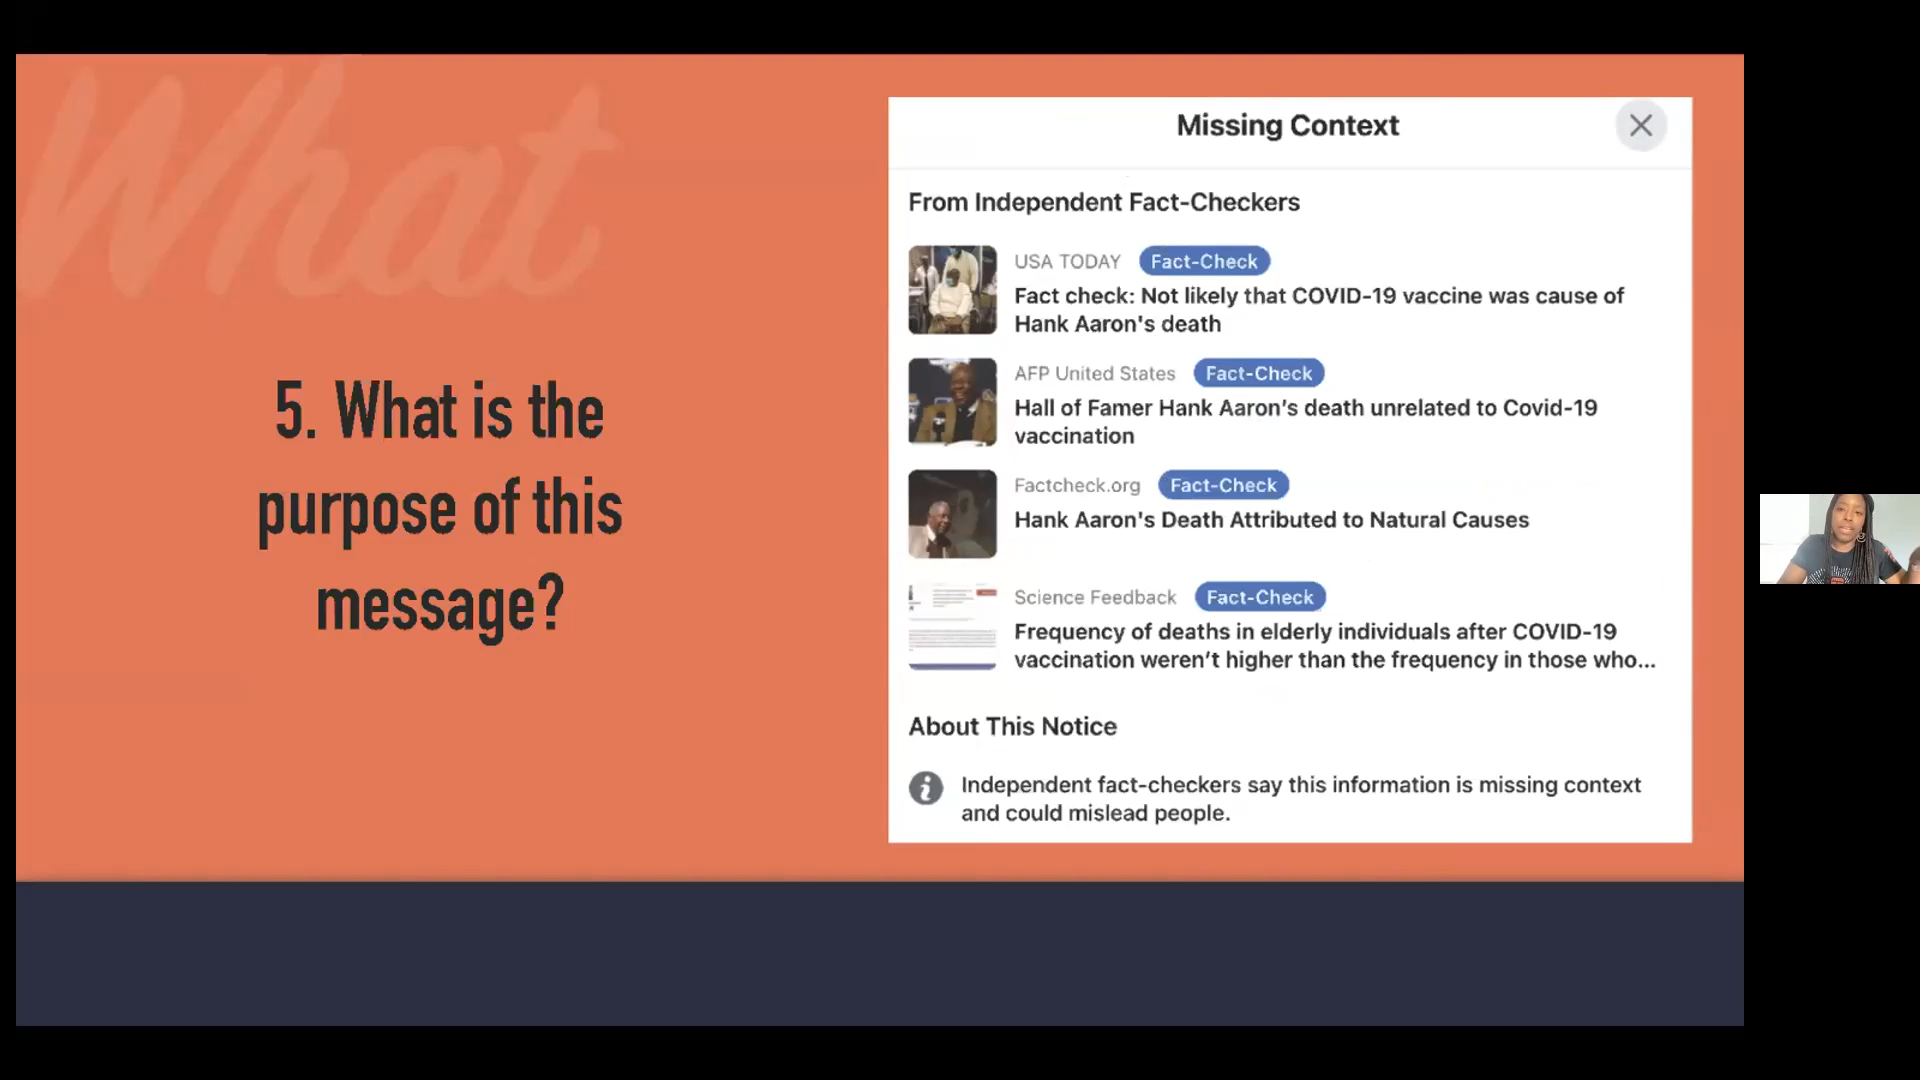 What
5. What is the
purpose of this
message?
Missing Context
From Independent Fact-Checkers
USA TODAY Fact-Check
Fact check: Not likely that COVID-19 vaccine was cause of
Hank Aaron's death
AFP United States Fact-Check
Hall of Famer Hank Aaron's death unrelated to Covid-19
vaccination
Factcheck.org Fact-Check
Hank Aaron's Death Attributed to Natural Causes
Science Feedback Fact-Check
Frequency of deaths in elderly individuals after COVID-19
vaccination weren't higher than the frequency in those who...
About This Notice
Independent fact-checkers say this information is missing context
and could mislead people.